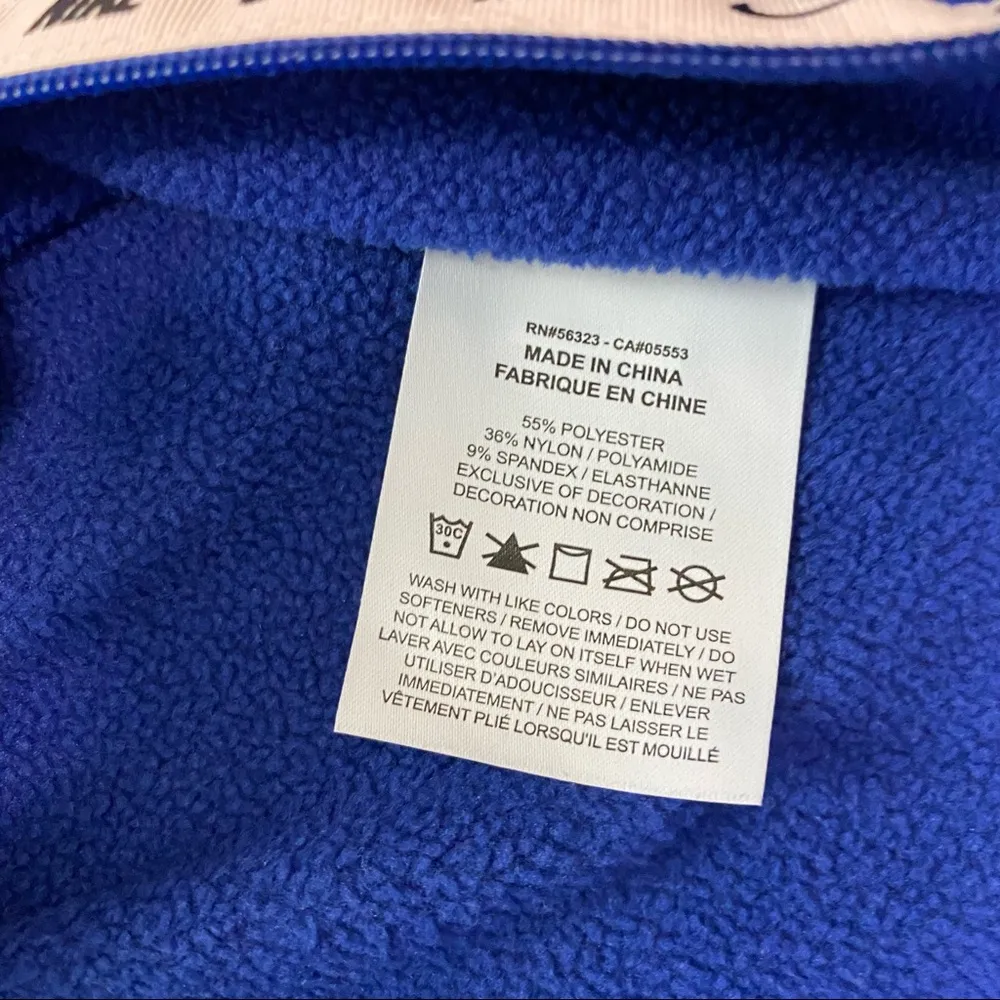 NIKE
RN#56323 - CA#05553
MADE IN CHINA
FABRIQUE EN CHINE
55% POLYESTER
36% NYLON / POLYAMIDE
9% SPANDEX / ELASTHANNE
EXCLUSIVE OF DECORATION /
DECORATION NON COMPRISE
30C
WASH WITH LIKE COLORS / DO NOT USE
SOFTENERS / REMOVE IMMEDIATELY / DO
NOT ALLOW TO LAY ON ITSELF WHEN WET
LAVER AVEC COULEURS SIMILAIRES / NE PAS
UTILISER D'ADOUCISSEUR / ENLEVER
IMMEDIATEMENT / NE PAS LAISSER LE
VÊTEMENT PLIÉ LORSQU'IL EST MOUILLÉ